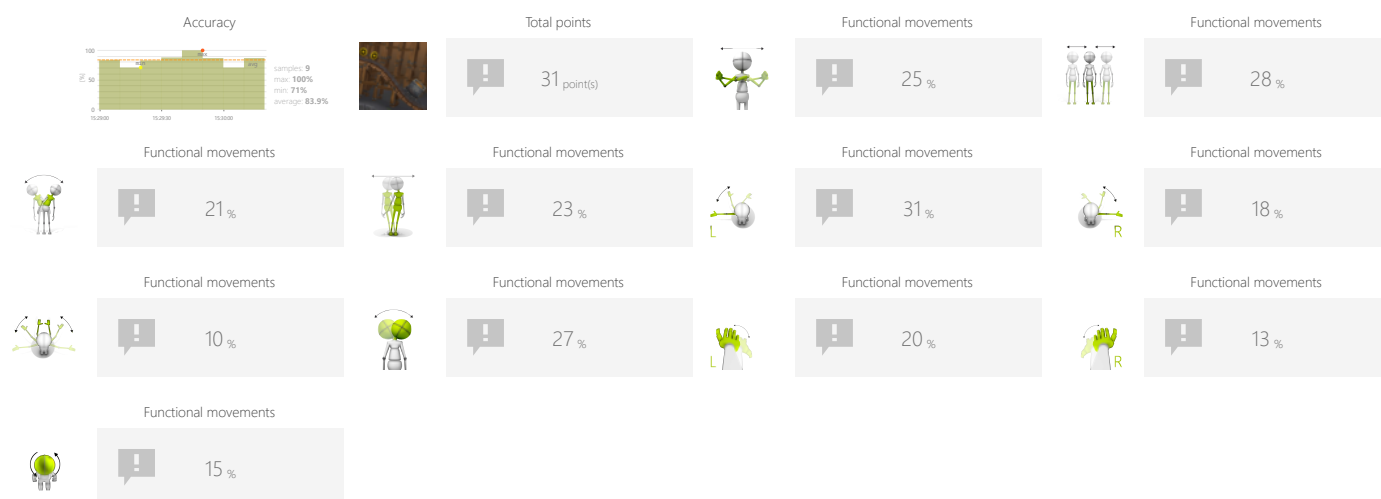 Accuracy
Total points
Functional movements
Functional movements
100
50
0
(%)
min
max
avg
15:29:00
15:29:30
15:30:00
samples: 9
max: 100%
min: 71%
average: 83.9%
31 point(s)
25 %
28 %
Functional movements
Functional movements
Functional movements
Functional movements
21 %
23 %
L
31 %
R
18 %
Functional movements
Functional movements
Functional movements
Functional movements
10 %
27 %
L
20 %
R
13 %
Functional movements
15 %